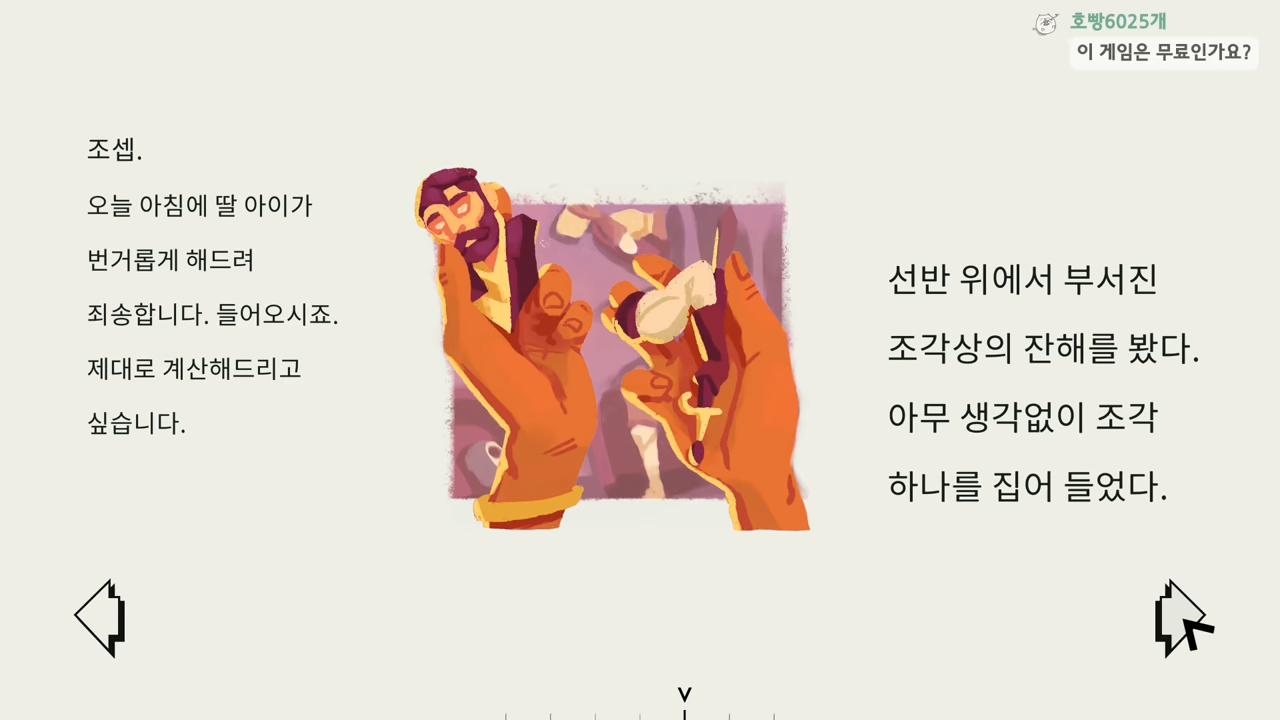 호빵6025개
이 게임은 무료인가요?
조셉.
오늘 아침에 딸 아이가
번거롭게 해드려
죄송합니다. 들어오시죠.
제대로 계산해드리고
싶습니다.
선반 위에서 부서진
조각상의 잔해를 봤다.
아무 생각없이 조각
하나를 집어 들었다.